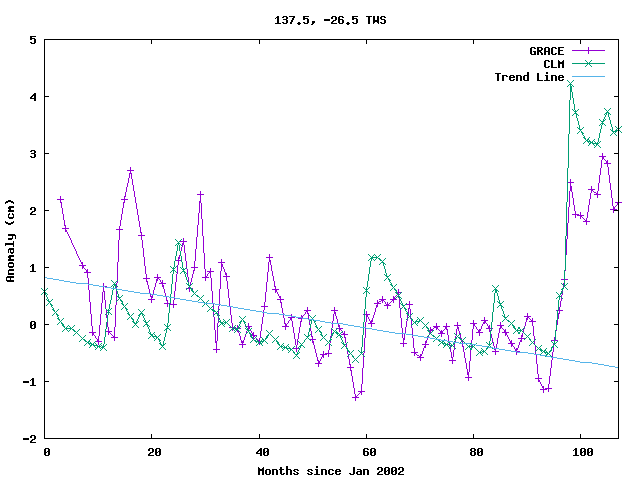 137.5, -26.5 TWS
5
4
3
2
1
0
-1
-2
Anomaly (cm)
GRACE
CLM
Trend Line
0 20 40 60 80 100
Months since Jan 2002